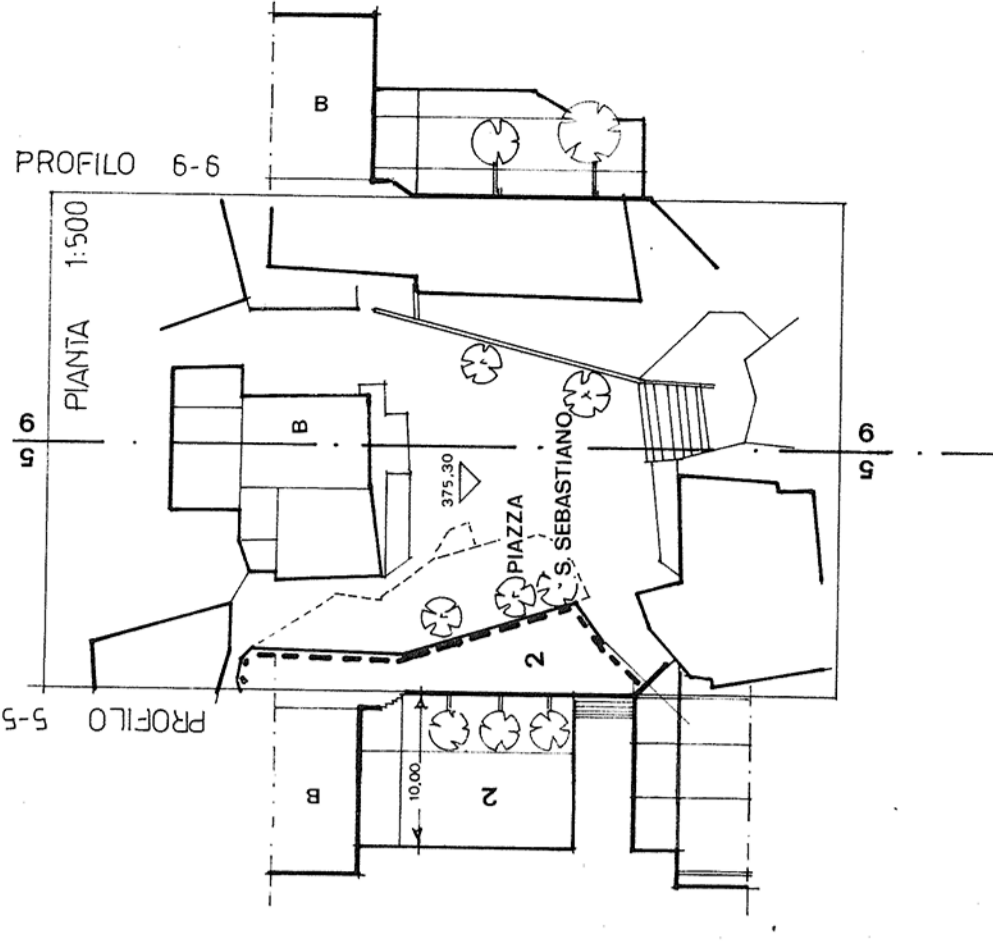 B
PROFILO 6-6
PIANTA 1:500
6
5
B
6
5
375,30
PIAZZA
S. SEBASTIANO
2
PROFILO 5-5
B
10,00
2